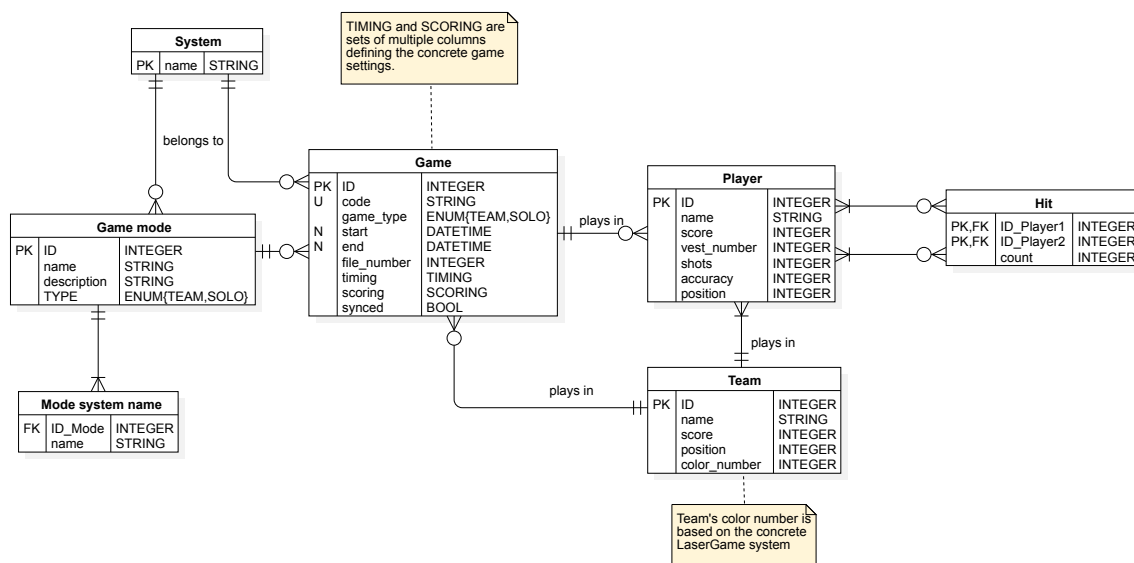 TIMING and SCORING are
sets of multiple columns
defining the concrete game
settings.
System
PK name STRING
belongs to
Game
PK ID INTEGER
U code STRING
game_type ENUM{TEAM,SOLO}
N start DATETIME
N end DATETIME
file_number INTEGER
timing TIMING
scoring SCORING
synced BOOL
plays in
Player
PK ID INTEGER
name STRING
score INTEGER
vest_number INTEGER
shots INTEGER
accuracy INTEGER
position INTEGER
Hit
PK,FK ID_Player1 INTEGER
PK,FK ID_Player2 INTEGER
count INTEGER
Game mode
PK ID INTEGER
name STRING
description STRING
TYPE ENUM{TEAM,SOLO}
plays in
plays in
Mode system name
FK ID_Mode INTEGER
name STRING
Team
PK ID INTEGER
name STRING
score INTEGER
position INTEGER
color_number INTEGER
Team's color number is
based on the concrete
LaserGame system